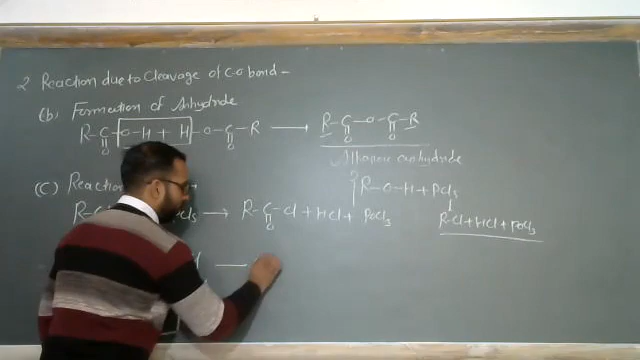 2 Reaction due to Cleavage of C-O bond -
(b) Formation of Anhydride
R-C-O-H + H-O-C-R → R-C-O-C-R
O O O O
anhydride
(C) Reaction
R-O-H + PCl5
→ R-C-Cl + HCl + POCl3
O
R-Cl + HCl + POCl3